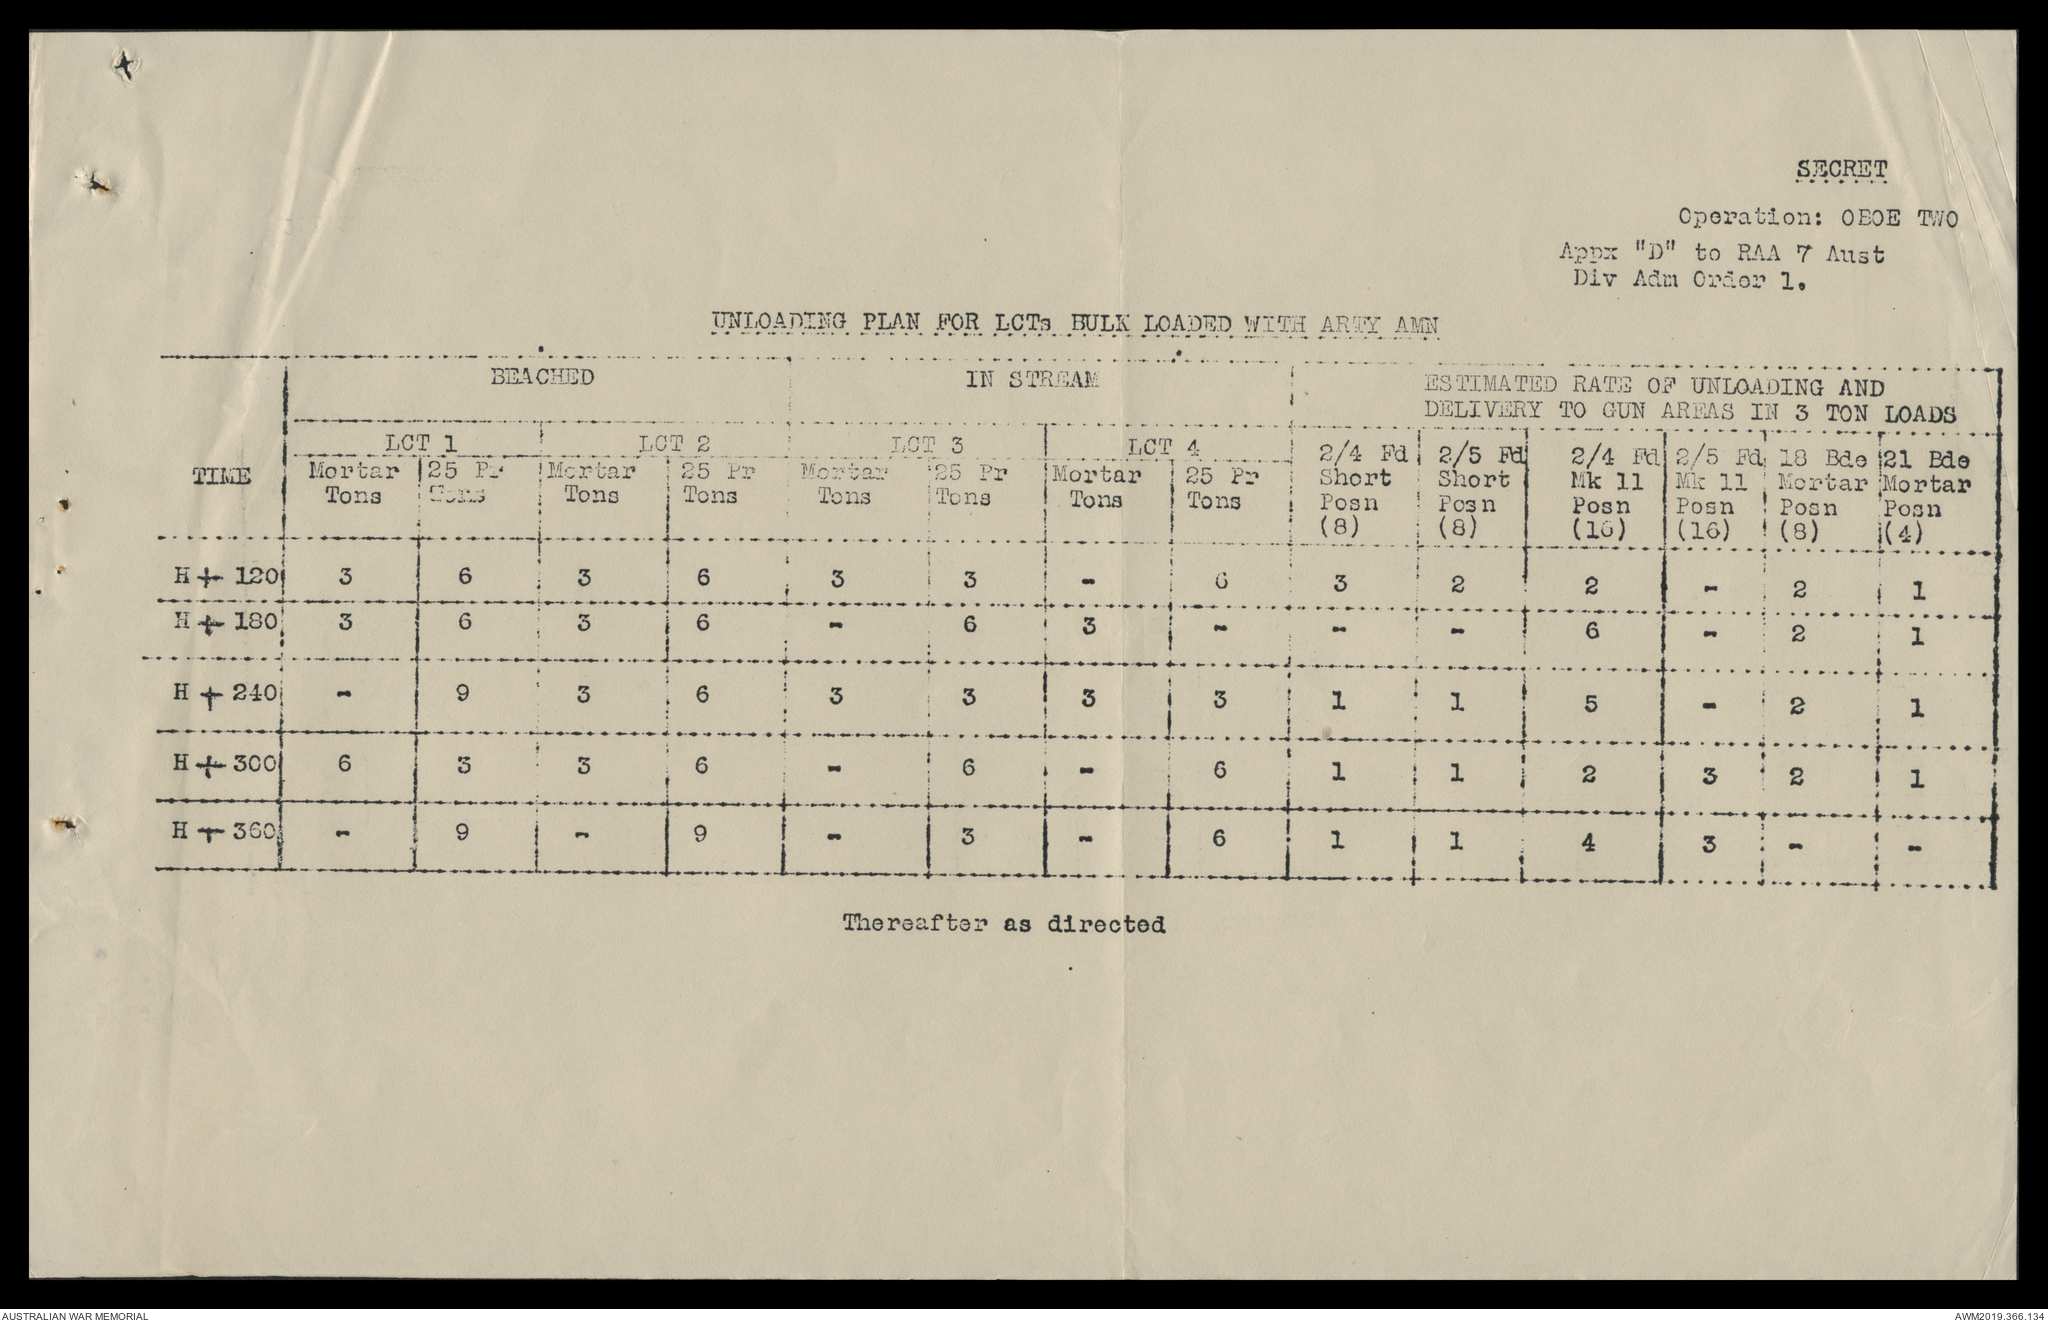 SECRET
Operation: OBOE TWO
Appx "D" to RAA 7 Aust
Div Adm Order 1.
UNLOADING PLAN FOR LCTs BULK LOADED WITH ARTY AMN
BEACHED IN STREAM ESTIMATED RATE OF UNLOADING AND
DELIVERY TO GUN AREAS IN 3 TON LOADS
LCT 1 LCT 2 LCT 3 LCT 4
TIME Mortar 25 Pr Mortar 25 Pr Mortar 25 Pr Mortar 25 Pr 2/4 Fd 2/5 Fd 2/4 Fd 2/5 Fd 18 Bde 21 Bde
Tons Tons Tons Tons Tons Tons Tons Tons Short Short Mk 11 Mk 11 Mortar Mortar
Posn Posn Posn Posn Posn Posn
(8) (8) (16) (16) (8) (4)
H + 120 3 6 3 6 3 3 - 6 3 2 2 - 2 1
H + 180 3 6 3 6 - 6 3 - - - 6 - 2 1
H + 240 - 9 3 6 3 3 3 3 1 1 5 - 2 1
H + 300 6 3 3 6 - 6 - 6 1 1 2 3 2 1
H + 360 - 9 - 9 - 3 - 6 1 1 4 3 - -
Thereafter as directed
AUSTRALIAN WAR MEMORIAL
AWM2019.366.134